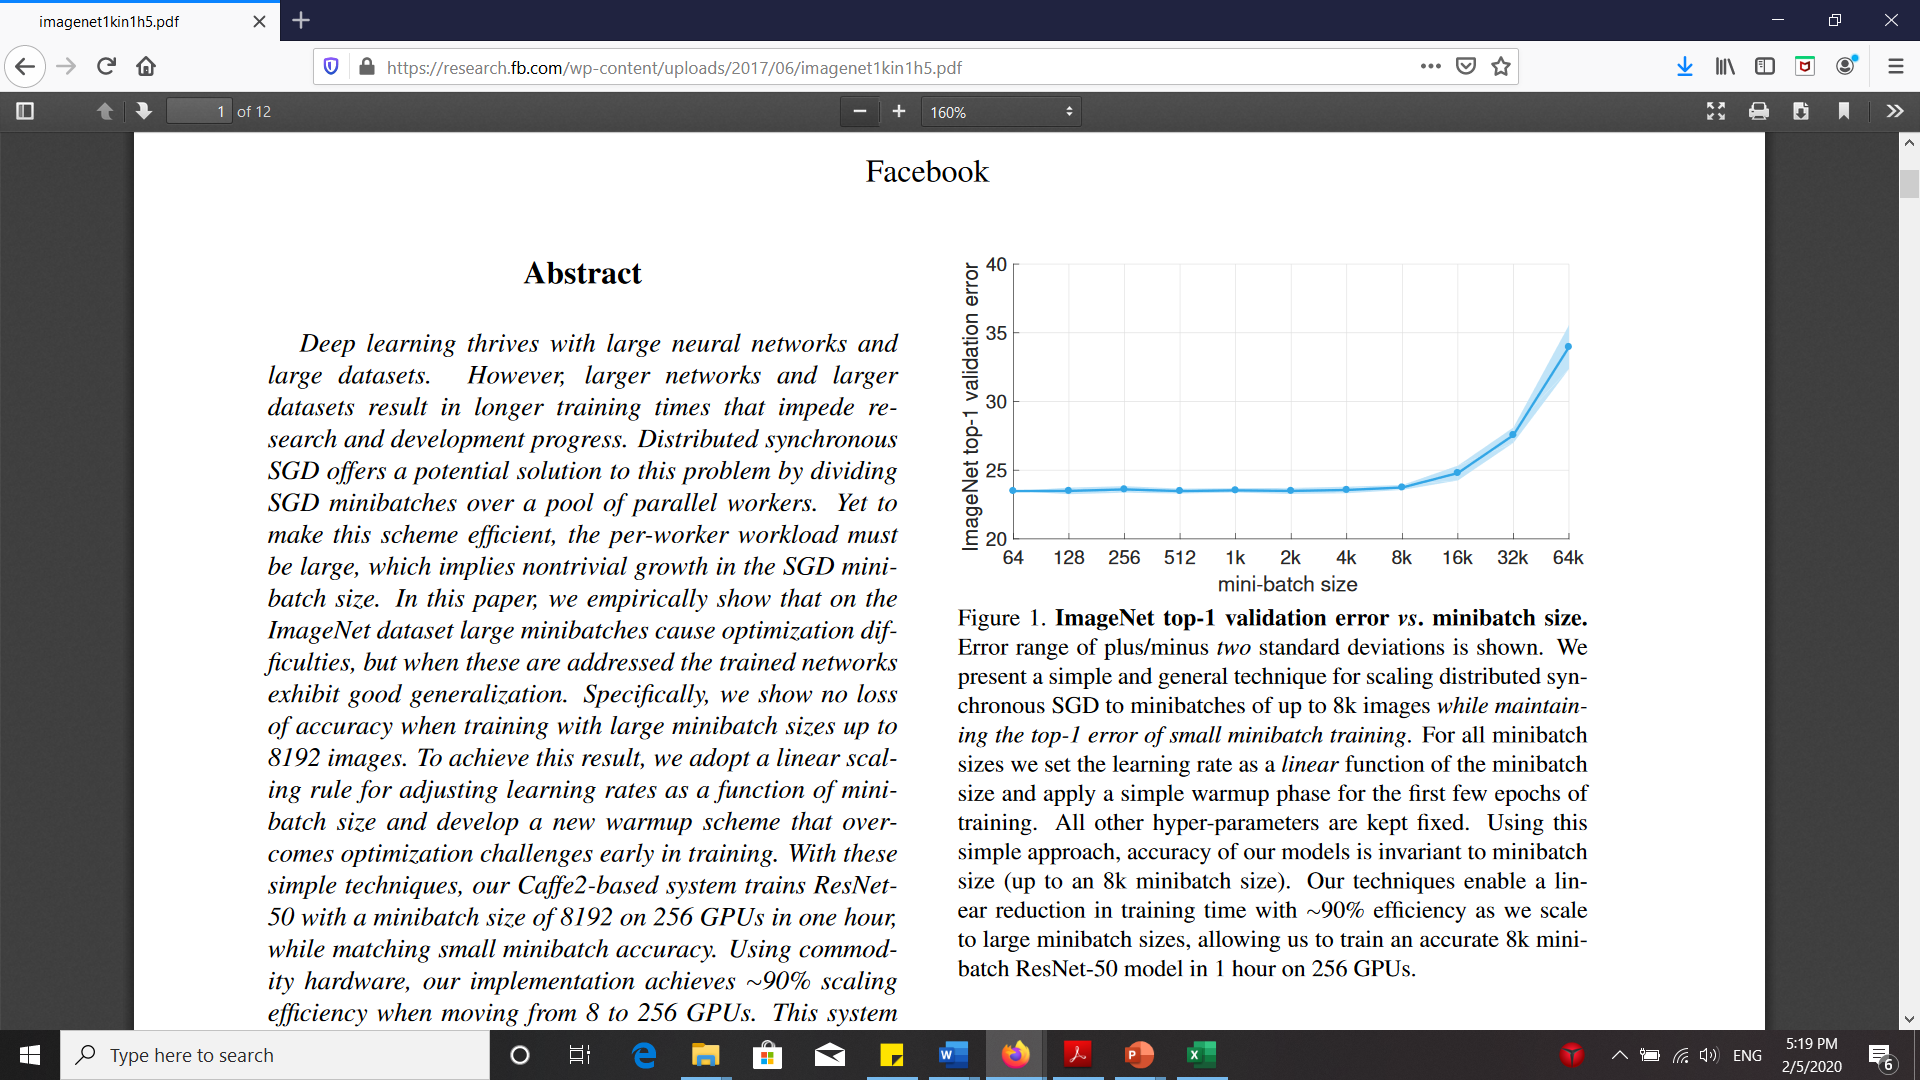 imagenet1kin1h5.pdf
https://research.fb.com/wp-content/uploads/2017/06/imagenet1kin1h5.pdf
1 of 12
160%
Facebook
Abstract
Deep learning thrives with large neural networks and
large datasets. However, larger networks and larger
datasets result in longer training times that impede re-
search and development progress. Distributed synchronous
SGD offers a potential solution to this problem by dividing
SGD minibatches over a pool of parallel workers. Yet to
make this scheme efficient, the per-worker workload must
be large, which implies nontrivial growth in the SGD mini-
batch size. In this paper, we empirically show that on the
ImageNet dataset large minibatches cause optimization dif-
ficulties, but when these are addressed the trained networks
exhibit good generalization. Specifically, we show no loss
of accuracy when training with large minibatch sizes up to
8192 images. To achieve this result, we adopt a linear scal-
ing rule for adjusting learning rates as a function of mini-
batch size and develop a new warmup scheme that over-
comes optimization challenges early in training. With these
simple techniques, our Caffe2-based system trains ResNet-
50 with a minibatch size of 8192 on 256 GPUs in one hour,
while matching small minibatch accuracy. Using commod-
ity hardware, our implementation achieves ~90% scaling
efficiency when moving from 8 to 256 GPUs. This system
ImageNet top-1 validation error
40
35
30
25
20
64 128 256 512 1k 2k 4k 8k 16k 32k 64k
mini-batch size
Figure 1. ImageNet top-1 validation error vs. minibatch size.
Error range of plus/minus two standard deviations is shown. We
present a simple and general technique for scaling distributed syn-
chronous SGD to minibatches of up to 8k images while maintain-
ing the top-1 error of small minibatch training. For all minibatch
sizes we set the learning rate as a linear function of the minibatch
size and apply a simple warmup phase for the first few epochs of
training. All other hyper-parameters are kept fixed. Using this
simple approach, accuracy of our models is invariant to minibatch
size (up to an 8k minibatch size). Our techniques enable a lin-
ear reduction in training time with ~90% efficiency as we scale
to large minibatch sizes, allowing us to train an accurate 8k mini-
batch ResNet-50 model in 1 hour on 256 GPUs.
Type here to search
ENG
5:19 PM
2/5/2020
6